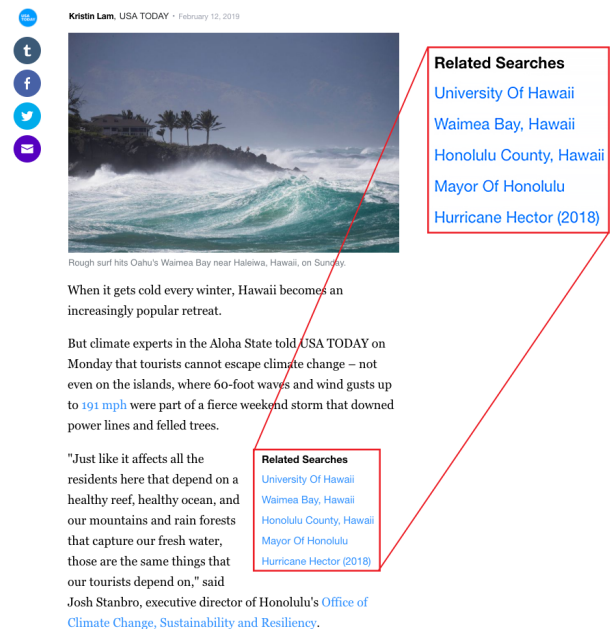 USA
TODAY
Kristin Lam, USA TODAY • February 12, 2019
t
f
Rough surf hits Oahu's Waimea Bay near Haleiwa, Hawaii, on Sunday.
When it gets cold every winter, Hawaii becomes an
increasingly popular retreat.
But climate experts in the Aloha State told USA TODAY on
Monday that tourists cannot escape climate change – not
even on the islands, where 60-foot waves and wind gusts up
to 191 mph were part of a fierce weekend storm that downed
power lines and felled trees.
"Just like it affects all the
residents here that depend on a
healthy reef, healthy ocean, and
our mountains and rain forests
that capture our fresh water,
those are the same things that
our tourists depend on," said
Josh Stanbro, executive director of Honolulu's Office of
Climate Change, Sustainability and Resiliency.
Related Searches
University Of Hawaii
Waimea Bay, Hawaii
Honolulu County, Hawaii
Mayor Of Honolulu
Hurricane Hector (2018)
Related Searches
University Of Hawaii
Waimea Bay, Hawaii
Honolulu County, Hawaii
Mayor Of Honolulu
Hurricane Hector (2018)